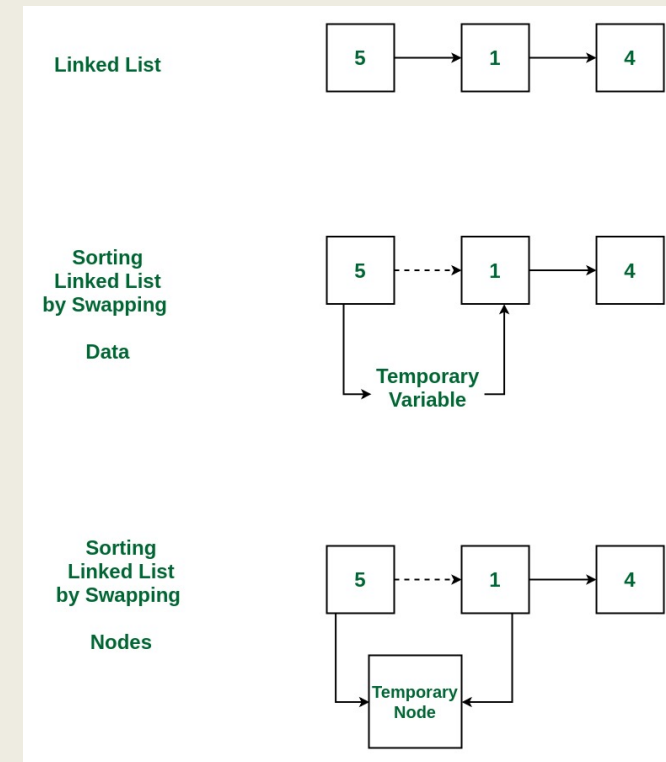 Linked List
5
1
4
Sorting
Linked List
by Swapping
Data
5
1
4
Temporary
Variable
Sorting
Linked List
by Swapping
Nodes
5
1
4
Temporary
Node